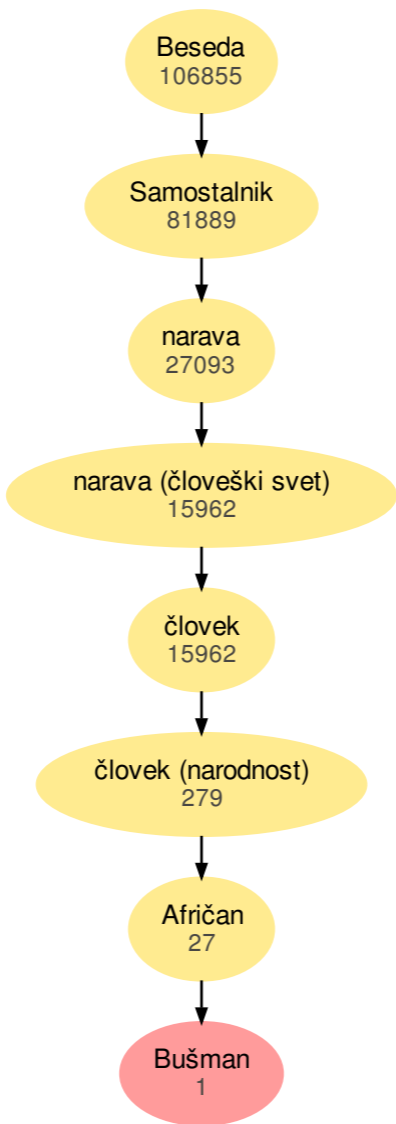 Beseda
106855
Samostalnik
81889
narava
27093
narava (človeški svet)
15962
človek
15962
človek (narodnost)
279
Afričan
27
Bušman
1